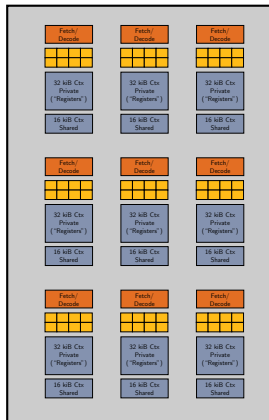 Fetch/
Decode
32 kiB Ctx
Private
("Registers")
16 kiB Ctx
Shared
Fetch/
Decode
32 kiB Ctx
Private
("Registers")
16 kiB Ctx
Shared
Fetch/
Decode
32 kiB Ctx
Private
("Registers")
16 kiB Ctx
Shared
Fetch/
Decode
32 kiB Ctx
Private
("Registers")
16 kiB Ctx
Shared
Fetch/
Decode
32 kiB Ctx
Private
("Registers")
16 kiB Ctx
Shared
Fetch/
Decode
32 kiB Ctx
Private
("Registers")
16 kiB Ctx
Shared
Fetch/
Decode
32 kiB Ctx
Private
("Registers")
16 kiB Ctx
Shared
Fetch/
Decode
32 kiB Ctx
Private
("Registers")
16 kiB Ctx
Shared
Fetch/
Decode
32 kiB Ctx
Private
("Registers")
16 kiB Ctx
Shared